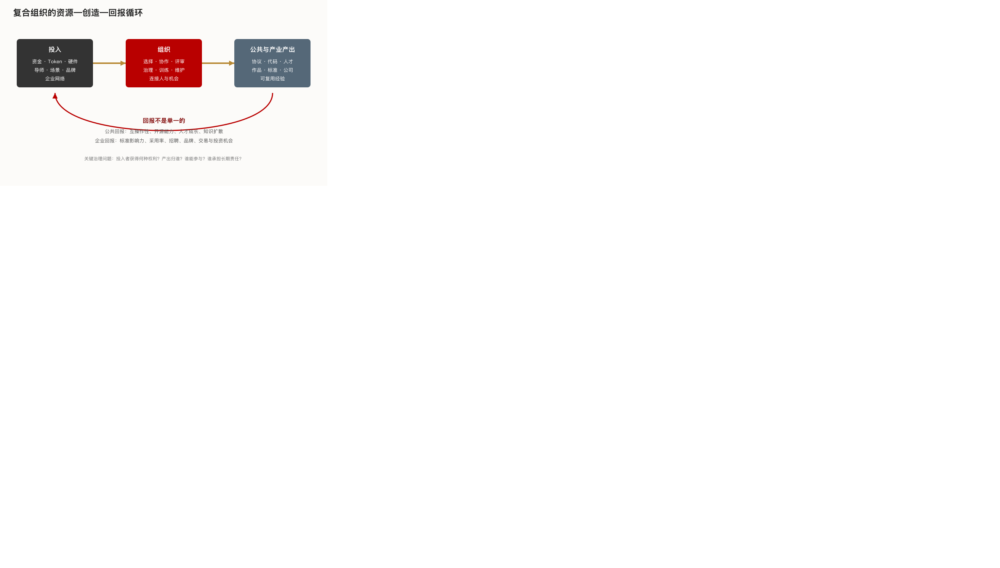 复合组织的资源—创造—回报循环
投入
资金 · Token · 硬件
导师 · 场景 · 品牌
企业网络
组织
选择 · 协作 · 评审
治理 · 训练 · 维护
连接人与机会
公共与产业产出
协议 · 代码 · 人才
作品 · 标准 · 公司
可复用经验
回报不是单一的
公共回报：互操作性、开源能力、人才成长、知识扩散
企业回报：标准影响力、采用率、招聘、品牌、交易与投资机会
关键治理问题：投入者获得何种权利？产出归谁？谁能参与？谁承担长期责任？